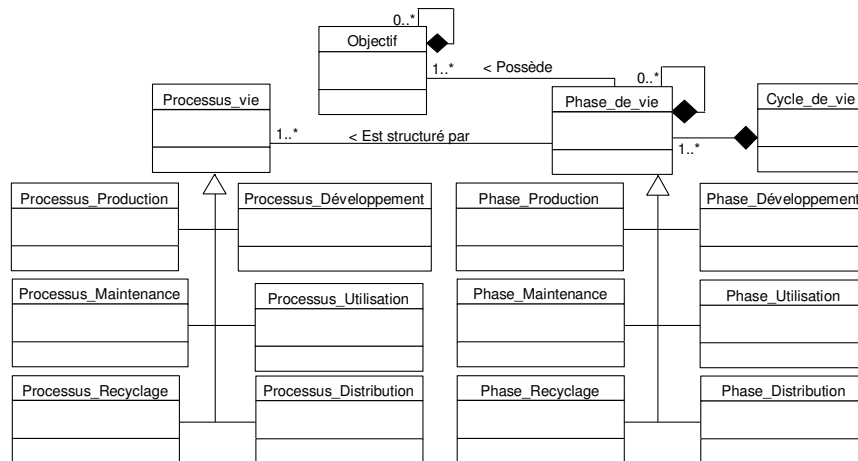 0..*
Objectif
1..*
< Possède
0..*
Processus_vie
Phase_de_vie
Cycle_de_vie
1..*
< Est structuré par
1..*
Processus_Production
Processus_Développement
Phase_Production
Phase_Développement
Processus_Maintenance
Processus_Utilisation
Phase_Maintenance
Phase_Utilisation
Processus_Recyclage
Processus_Distribution
Phase_Recyclage
Phase_Distribution